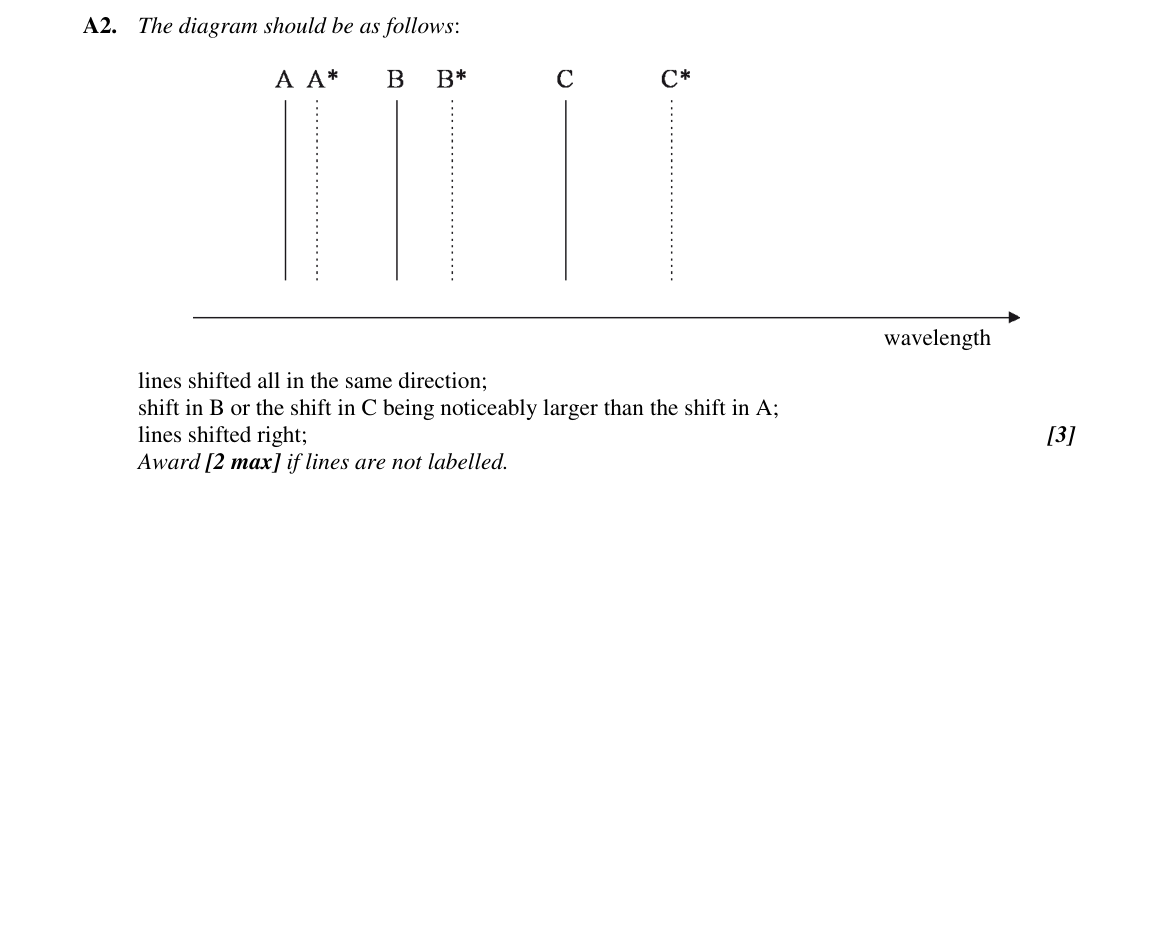 A2. The diagram should be as follows:
A A* B B* C C*
wavelength
lines shifted all in the same direction;
shift in B or the shift in C being noticeably larger than the shift in A;
lines shifted right; [3]
Award [2 max] if lines are not labelled.